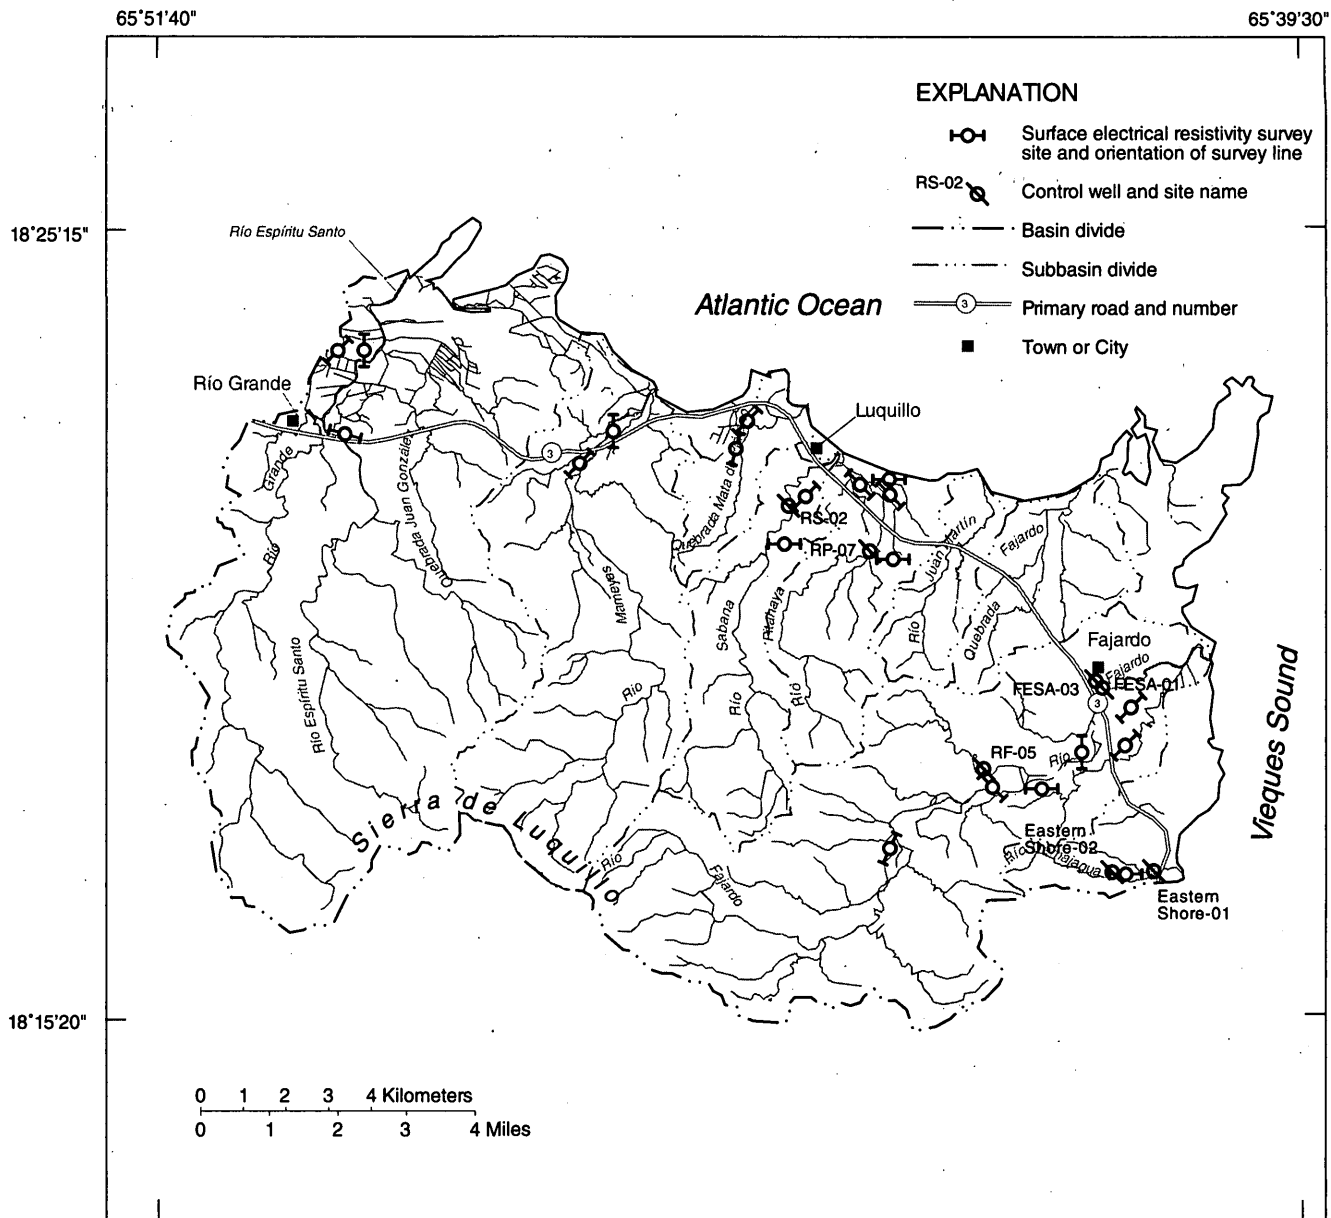 65°51'40"
65°39'30"
EXPLANATION
Surface electrical resistivity survey
site and orientation of survey line
RS-02
Control well and site name
Basin divide
Subbasin divide
3
Primary road and number
Town or City
18°25'15"
Río Espíritu Santo
Atlantic Ocean
Río Grande
Luquillo
3
Grande
Río
Quebrada Juan González
Quebrada Mata de
RS-02
RP-07
Juan Martín
Río
Fajardo
Quebrada
Mameyes
Río
Sabana
Río
Pitahaya
Río
Río Espíritu Santo
Fajardo
Fajardo
FESA-03
FESA-01
3
Río
RF-05
Vieques Sound
Sierra de Luquillo
Río
Fajardo
Eastern
Shore-02
Río
Eastern
Shore-01
18°15'20"
0 1 2 3 4 Kilometers
0 1 2 3 4 Miles